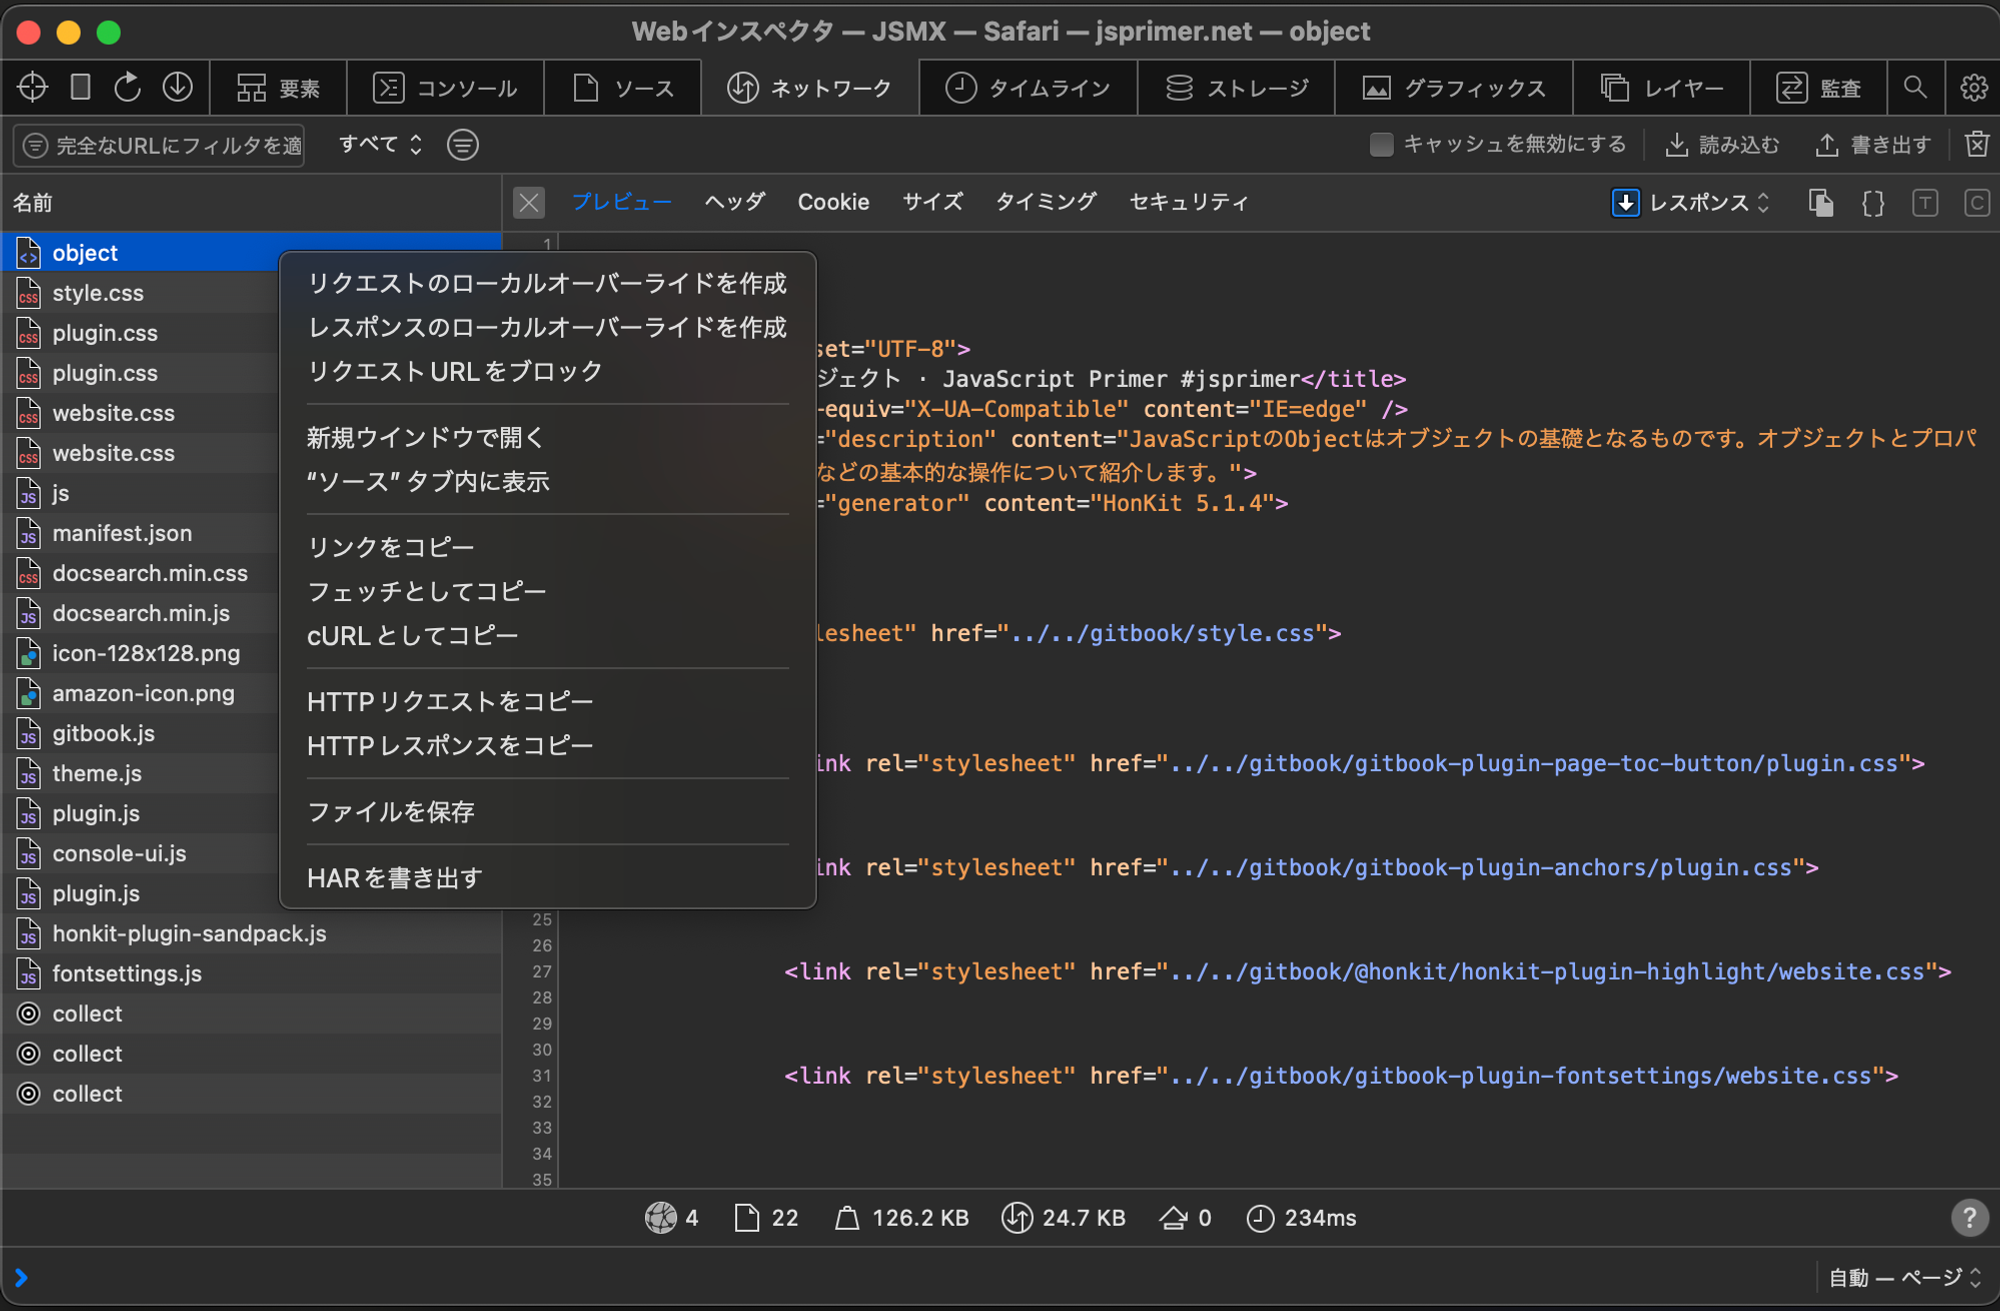 Webインスペクタ — JSMX — Safari — jsprimer.net — object
要素 コンソール ソース ネットワーク タイムライン ストレージ グラフィックス レイヤー 監査
完全なURLにフィルタを適 すべて キャッシュを無効にする 読み込む 書き出す
名前 プレビュー ヘッダ Cookie サイズ タイミング セキュリティ レスポンス {} T C
object
style.css
plugin.css
plugin.css
website.css
website.css
js
manifest.json
docsearch.min.css
docsearch.min.js
icon-128x128.png
amazon-icon.png
gitbook.js
theme.js
plugin.js
console-ui.js
plugin.js
honkit-plugin-sandpack.js
fontsettings.js
collect
collect
collect
リクエストのローカルオーバーライドを作成
レスポンスのローカルオーバーライドを作成
リクエスト URL をブロック
新規ウインドウで開く
“ソース” タブ内に表示
リンクをコピー
フェッチとしてコピー
cURL としてコピー
HTTP リクエストをコピー
HTTP レスポンスをコピー
ファイルを保存
HAR を書き出す
1
set="UTF-8">
ジェクト · JavaScript Primer #jsprimer</title>
-equiv="X-UA-Compatible" content="IE=edge" />
="description" content="JavaScriptのObjectはオブジェクトの基礎となるものです。オブジェクトとプロパ
などの基本的な操作について紹介します。">
="generator" content="HonKit 5.1.4">
lesheet" href="../../gitbook/style.css">
ink rel="stylesheet" href="../../gitbook/gitbook-plugin-page-toc-button/plugin.css">
ink rel="stylesheet" href="../../gitbook/gitbook-plugin-anchors/plugin.css">
25
26
27 <link rel="stylesheet" href="../../gitbook/@honkit/honkit-plugin-highlight/website.css">
28
29
30
31 <link rel="stylesheet" href="../../gitbook/gitbook-plugin-fontsettings/website.css">
32
33
34
35
4 22 126.2 KB 24.7 KB 0 234ms ?
自動 — ページ